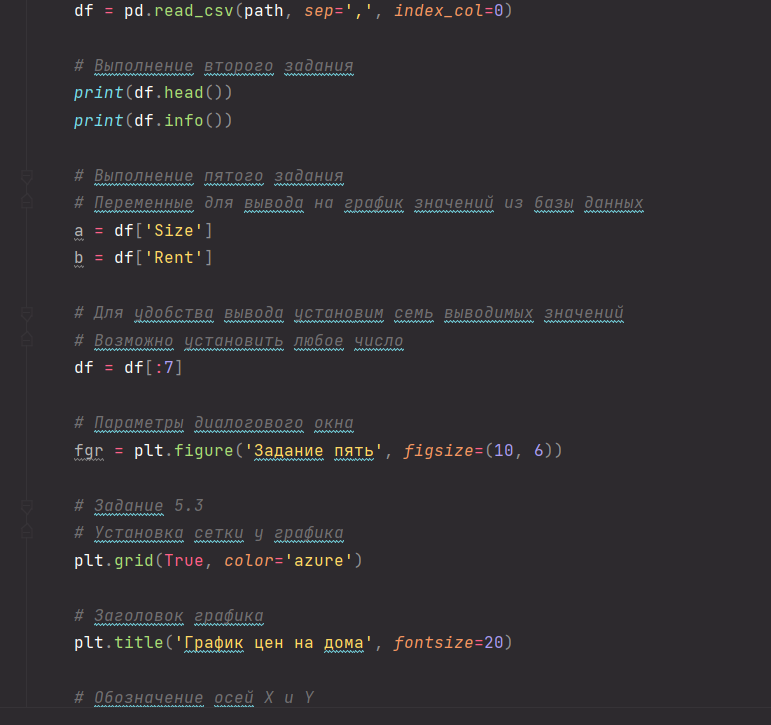 df = pd.read_csv(path, sep=',', index_col=0)
# Выполнение второго задания
print(df.head())
print(df.info())
# Выполнение пятого задания
# Переменные для вывода на график значений из базы данных
a = df['Size']
b = df['Rent']
# Для удобства вывода установим семь выводимых значений
# Возможно установить любое число
df = df[:7]
# Параметры диалогового окна
fgr = plt.figure('Задание пять', figsize=(10, 6))
# Задание 5.3
# Установка сетки у графика
plt.grid(True, color='azure')
# Заголовок графика
plt.title('График цен на дома', fontsize=20)
# Обозначение осей X и Y